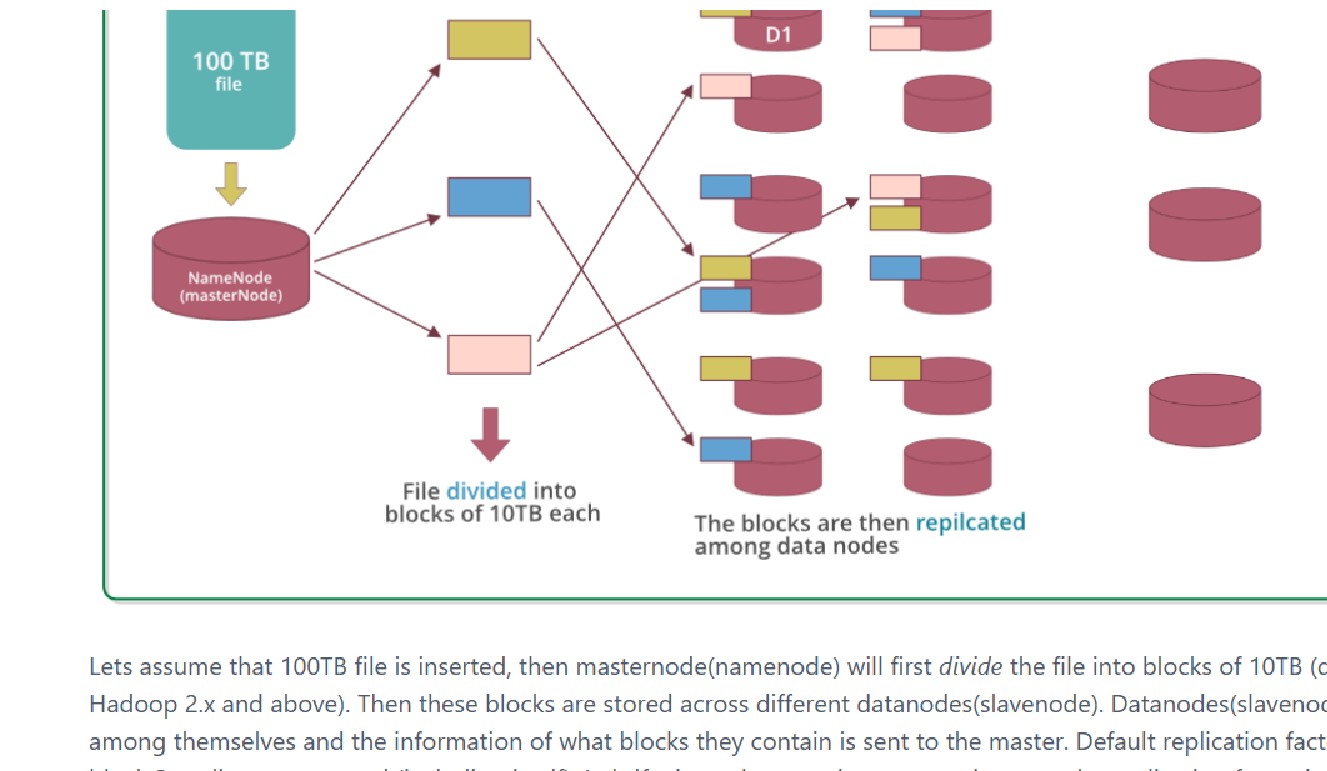 D1
100 TB
file
NameNode
(masterNode)
File divided into
blocks of 10TB each
The blocks are then repilcated
among data nodes
Lets assume that 100TB file is inserted, then masternode(namenode) will first divide the file into blocks of 10TB (
Hadoop 2.x and above). Then these blocks are stored across different datanodes(slavenode). Datanodes(slaveno
among themselves and the information of what blocks they contain is sent to the master. Default replication fact